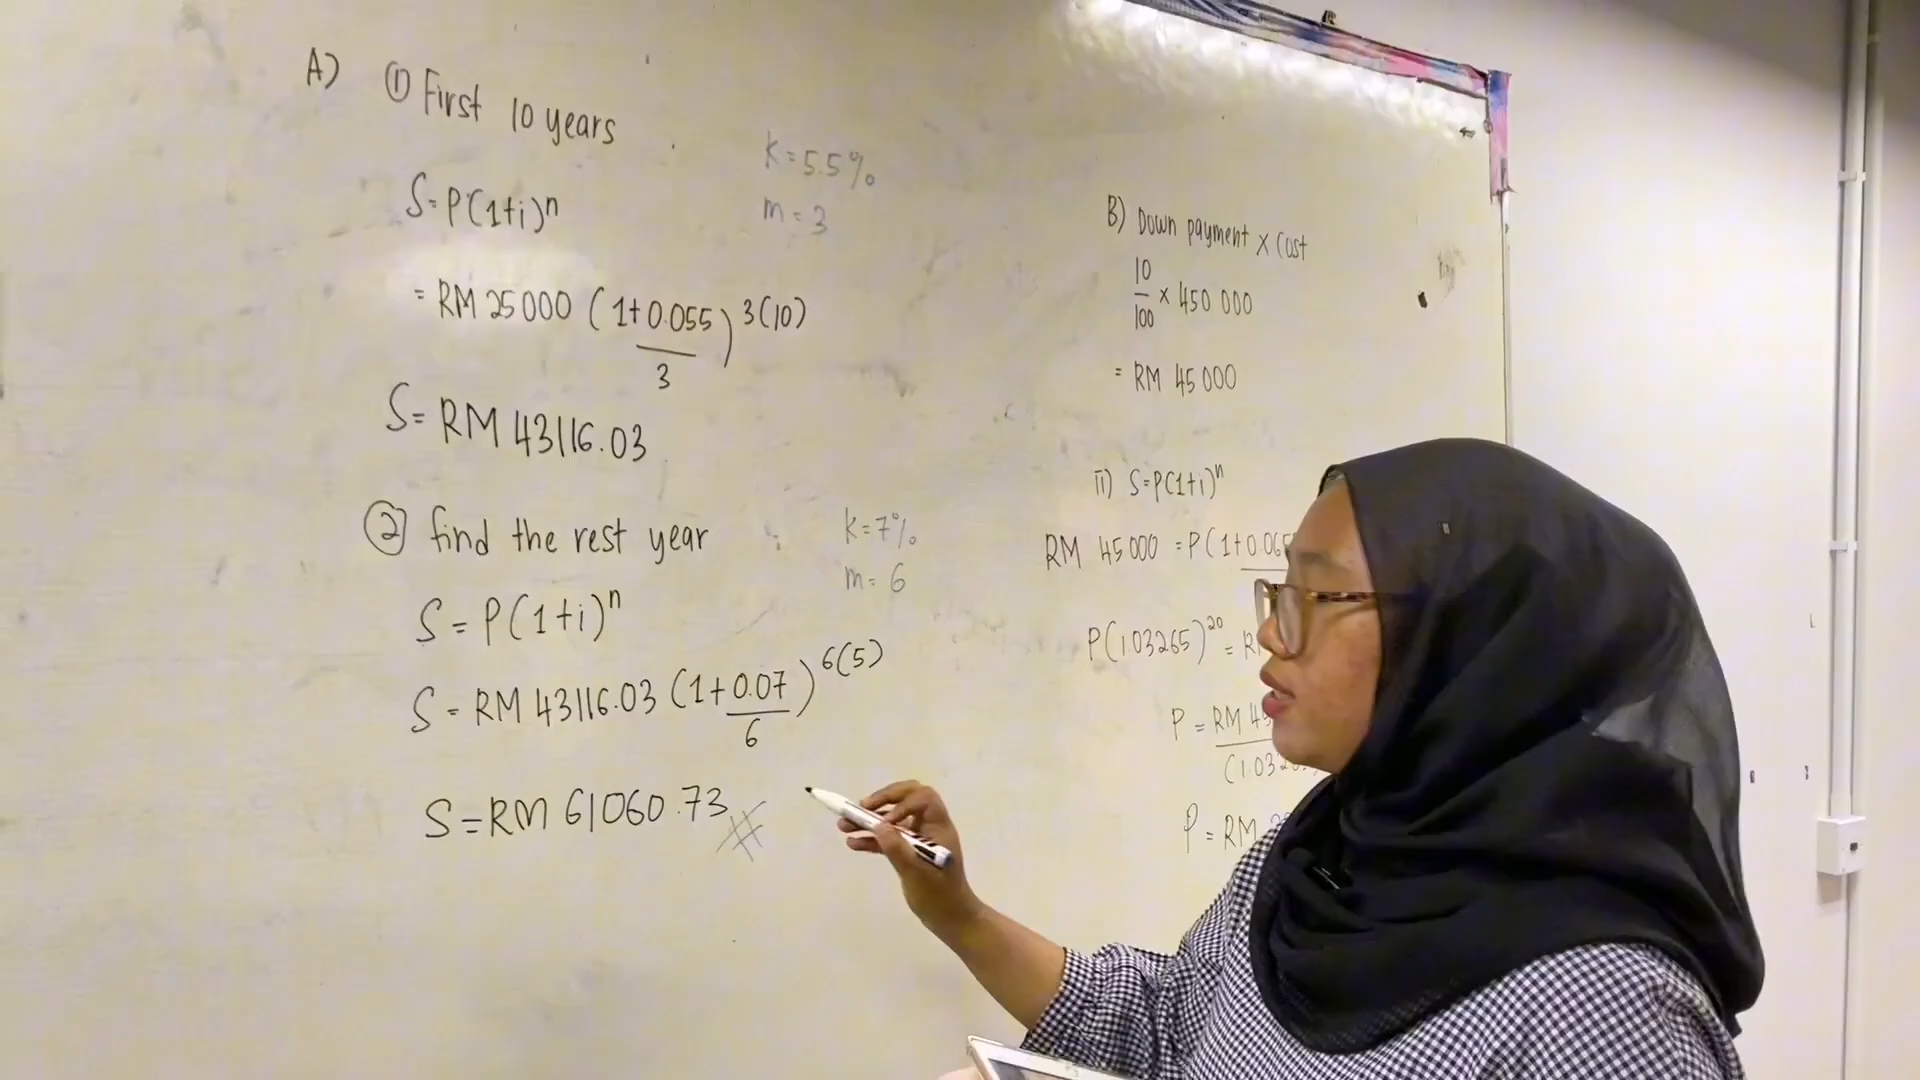 A) ① First 10 years
k = 5.5%
m = 3
S = P(1+i)^n
= RM 25000 (1+0.055/3)^3(10)
S = RM 43116.03
② find the rest year
k = 7%
m = 6
S = P(1+i)^n
S = RM 43116.03 (1+0.07/6)^6(5)
S = RM 61060.73
B) Down payment × Cost
10/100 × 450 000
= RM 45 000
ii) S = P(1+i)^n
RM 45 000 = P(1+0.06
P(1.03265)^20 =
P = RM 45
(1.03
P = RM